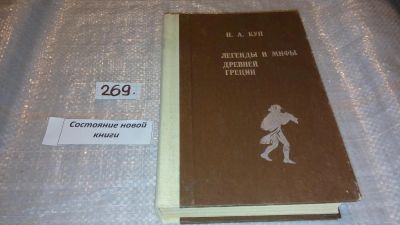 269.
Состояние новой
книги
Н. А. КУН
ЛЕГЕНДЫ И МИФЫ
ДРЕВНЕЙ
ГРЕЦИИ